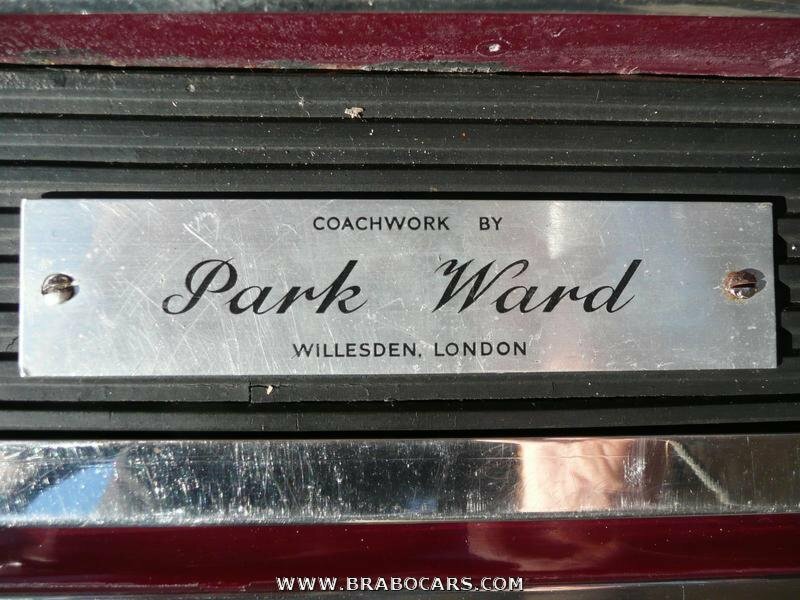 COACHWORK BY
Park Ward
WILLESDEN, LONDON
WWW.BRABOCARS.COM